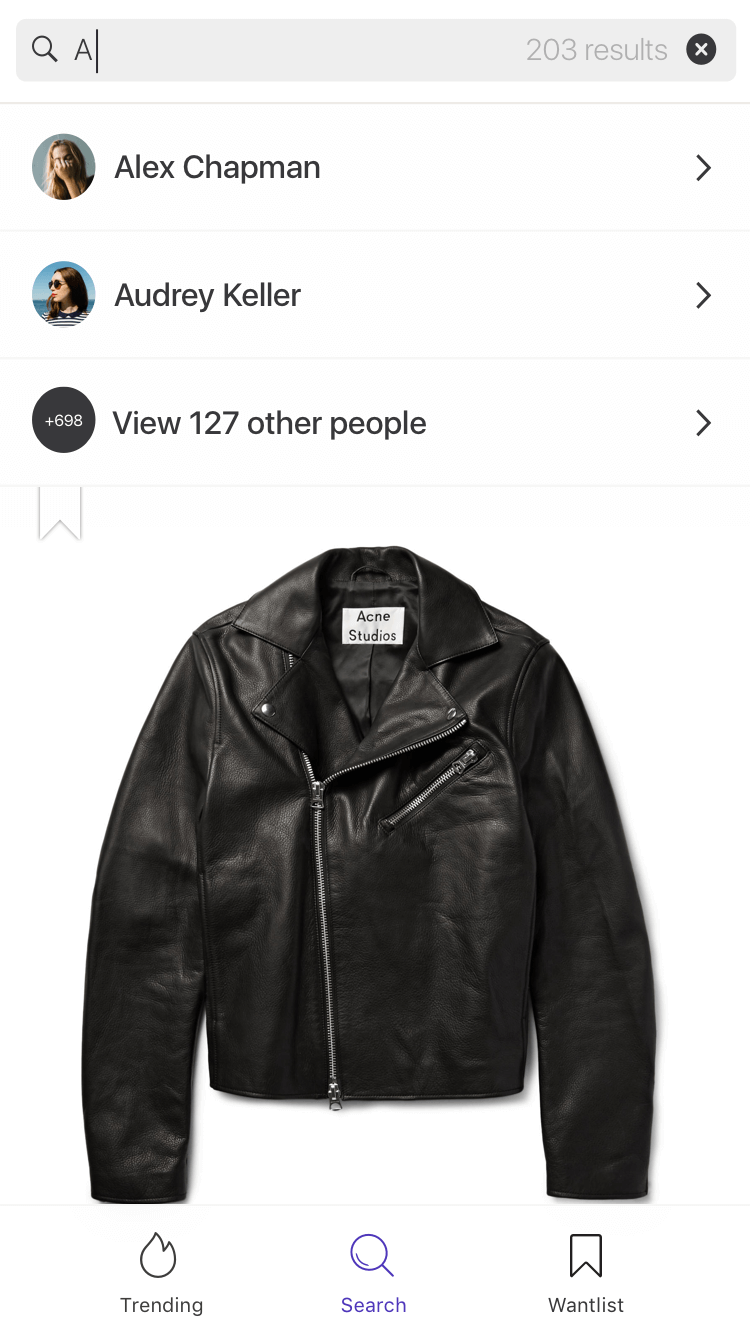 A
203 results
Alex Chapman
Audrey Keller
+698
View 127 other people
Acne
Studios
Trending
Search
Wantlist